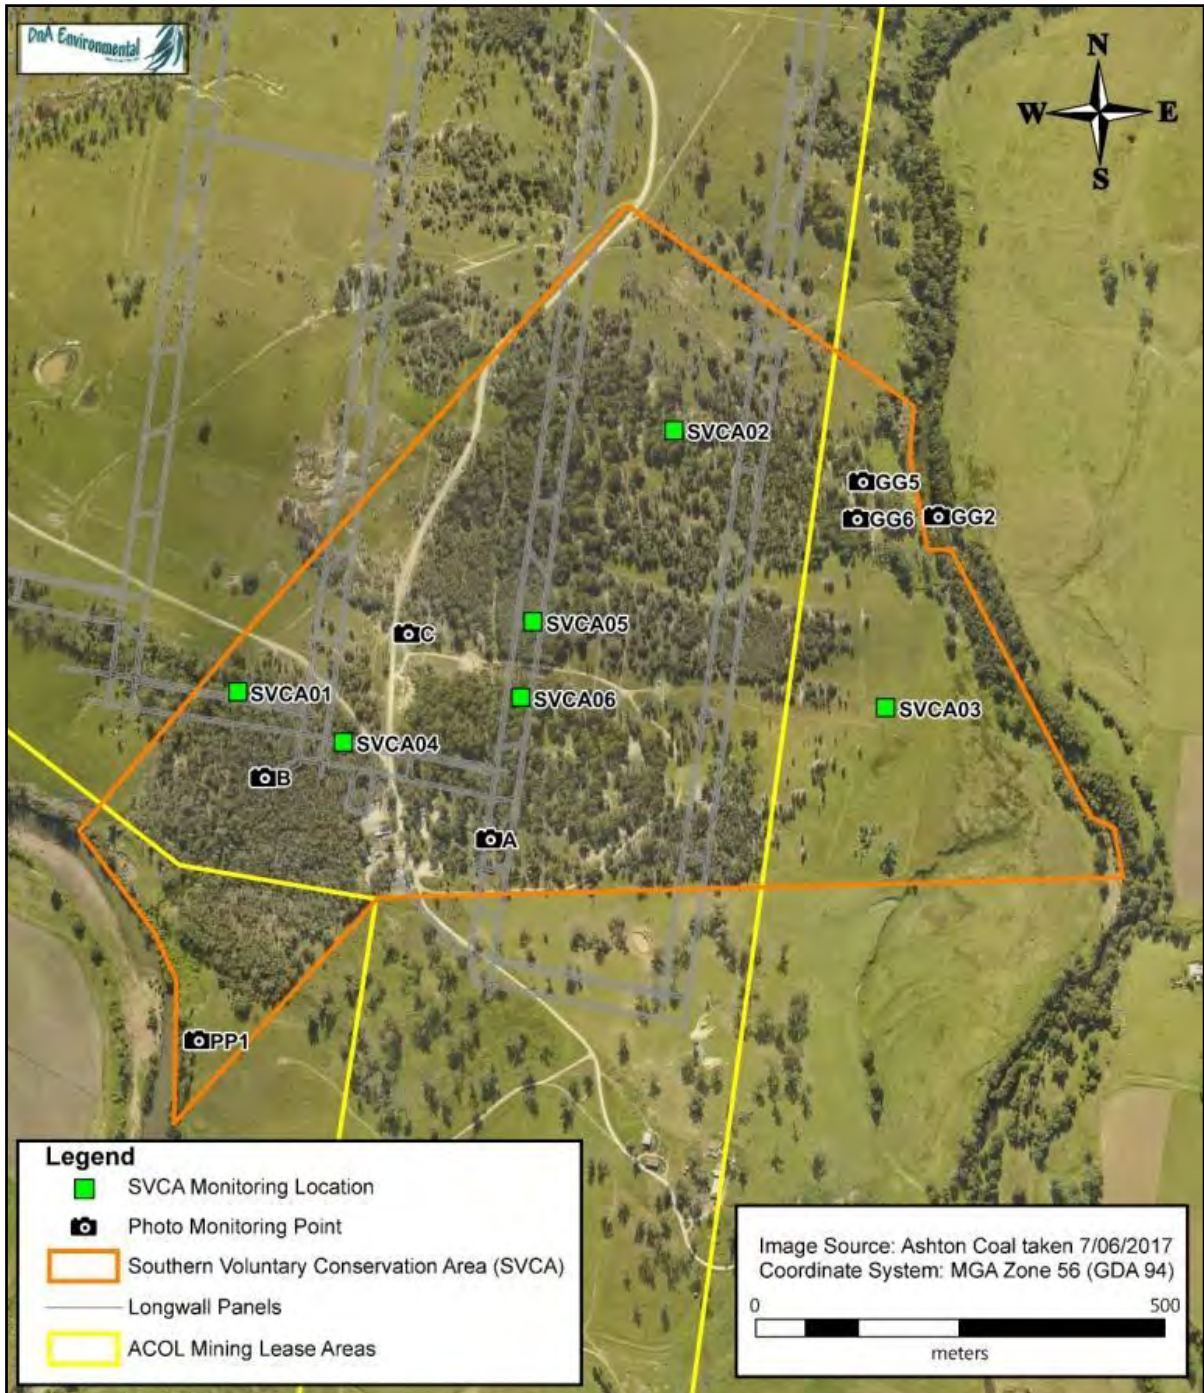 DnA Environmental
N
W
E
S
SVCA02
GG5
GG6
GG2
SVCA05
C
SVCA01
SVCA06
SVCA03
SVCA04
B
A
PP1
Legend
SVCA Monitoring Location
Photo Monitoring Point
Southern Voluntary Conservation Area (SVCA)
Longwall Panels
ACOL Mining Lease Areas
Image Source: Ashton Coal taken 7/06/2017
Coordinate System: MGA Zone 56 (GDA 94)
0
500
meters